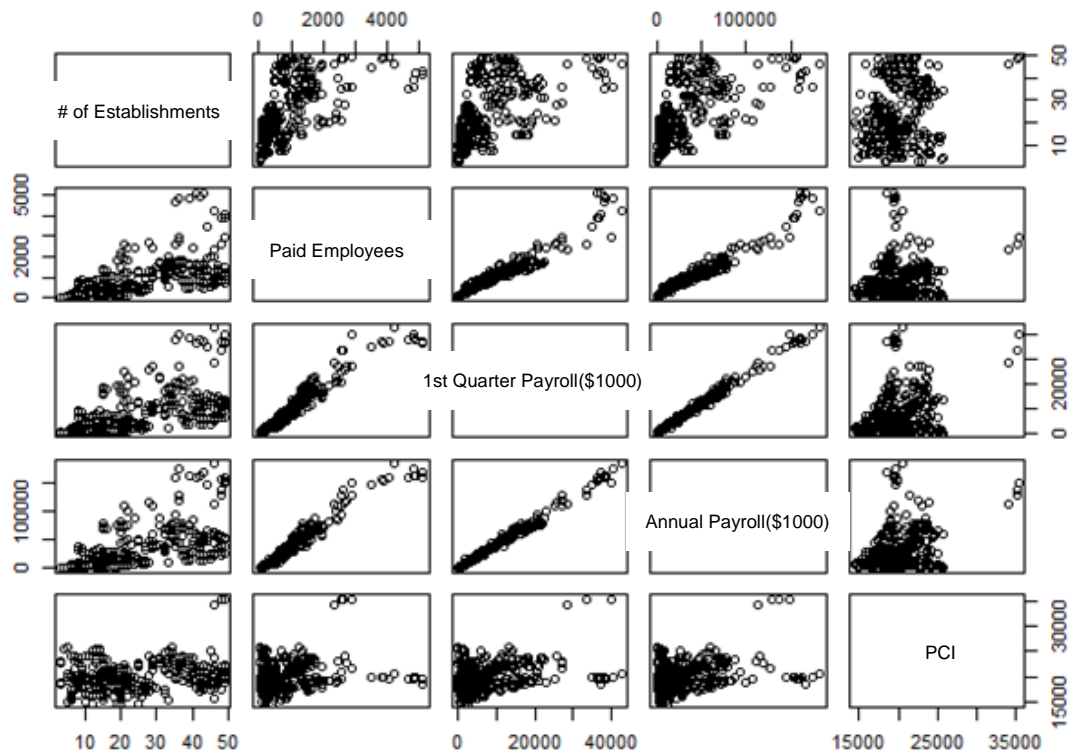 0 2000 4000 0 100000
# of Establishments
10 30 50
0 2000 5000
Paid Employees
1st Quarter Payroll($1000)
0 20000
0 100000
Annual Payroll($1000)
PCI
15000 30000
10 20 30 40 50 0 20000 40000 15000 25000 35000